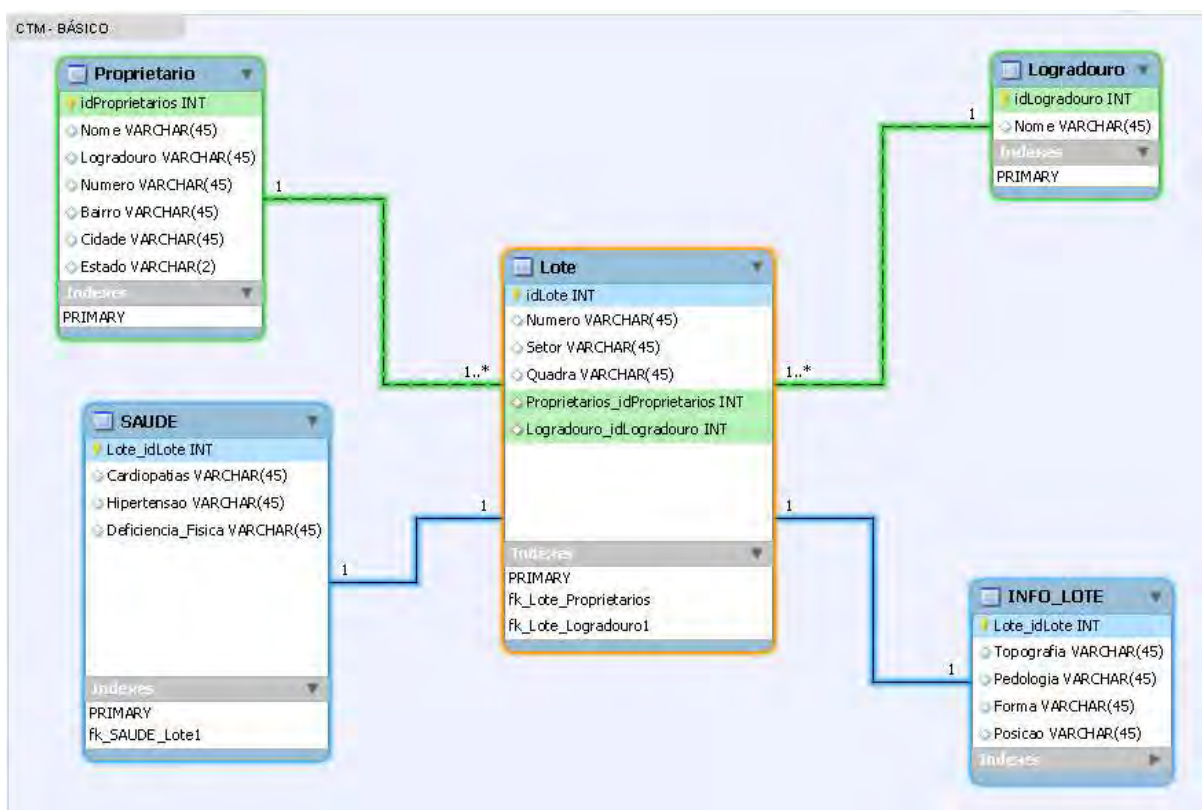 CTM - BÁSICO
Proprietario
idProprietarios INT
Nome VARCHAR(45)
Logradouro VARCHAR(45)
Numero VARCHAR(45)
Bairro VARCHAR(45)
Cidade VARCHAR(45)
Estado VARCHAR(2)
Indexes
PRIMARY
1
1..*
Logradouro
idLogradouro INT
Nome VARCHAR(45)
Indexes
PRIMARY
1
1..*
Lote
idLote INT
Numero VARCHAR(45)
Setor VARCHAR(45)
Quadra VARCHAR(45)
Proprietarios_idProprietarios INT
Logradouro_idLogradouro INT
Indexes
PRIMARY
fk_Lote_Proprietarios
fk_Lote_Logradouro1
SAUDE
Lote_idLote INT
Cardiopatias VARCHAR(45)
Hipertensao VARCHAR(45)
Deficiencia_Fisica VARCHAR(45)
Indexes
PRIMARY
fk_SAUDE_Lote1
1
1
INFO_LOTE
Lote_idLote INT
Topografia VARCHAR(45)
Pedologia VARCHAR(45)
Forma VARCHAR(45)
Posicao VARCHAR(45)
Indexes
1
1